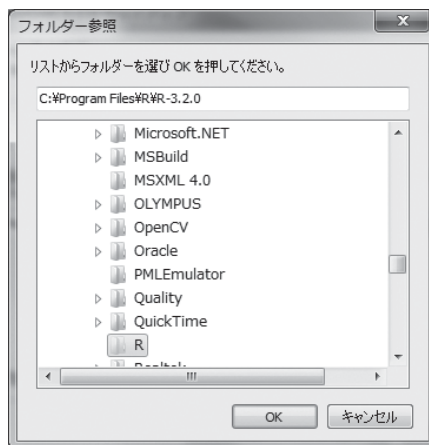 フォルダー参照
リストからフォルダーを選び OK を押してください。
C:¥Program Files¥R¥R-3.2.0
Microsoft.NET
MSBuild
MSXML 4.0
OLYMPUS
OpenCV
Oracle
PMLEmulator
Quality
QuickTime
R
OK キャンセル